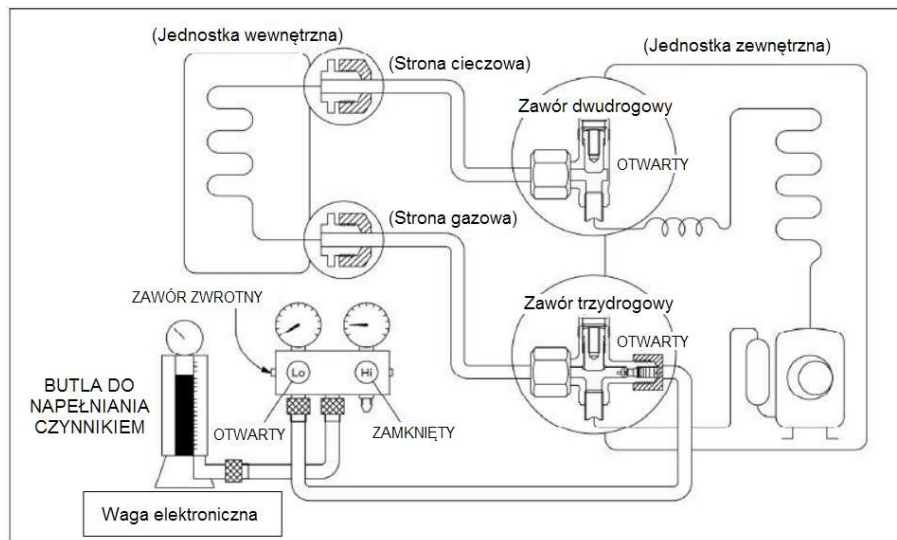 (Jednostka wewnętrzna)
(Strona cieczowa)
(Jednostka zewnętrzna)
Zawór dwudrogowy
OTWARTY
(Strona gazowa)
ZAWÓR ZWROTNY
Zawór trzydrogowy
OTWARTY
Lo
Hi
BUTLA DO
NAPEŁNIANIA
CZYNNIKIEM
OTWARTY
ZAMKNIĘTY
Waga elektroniczna